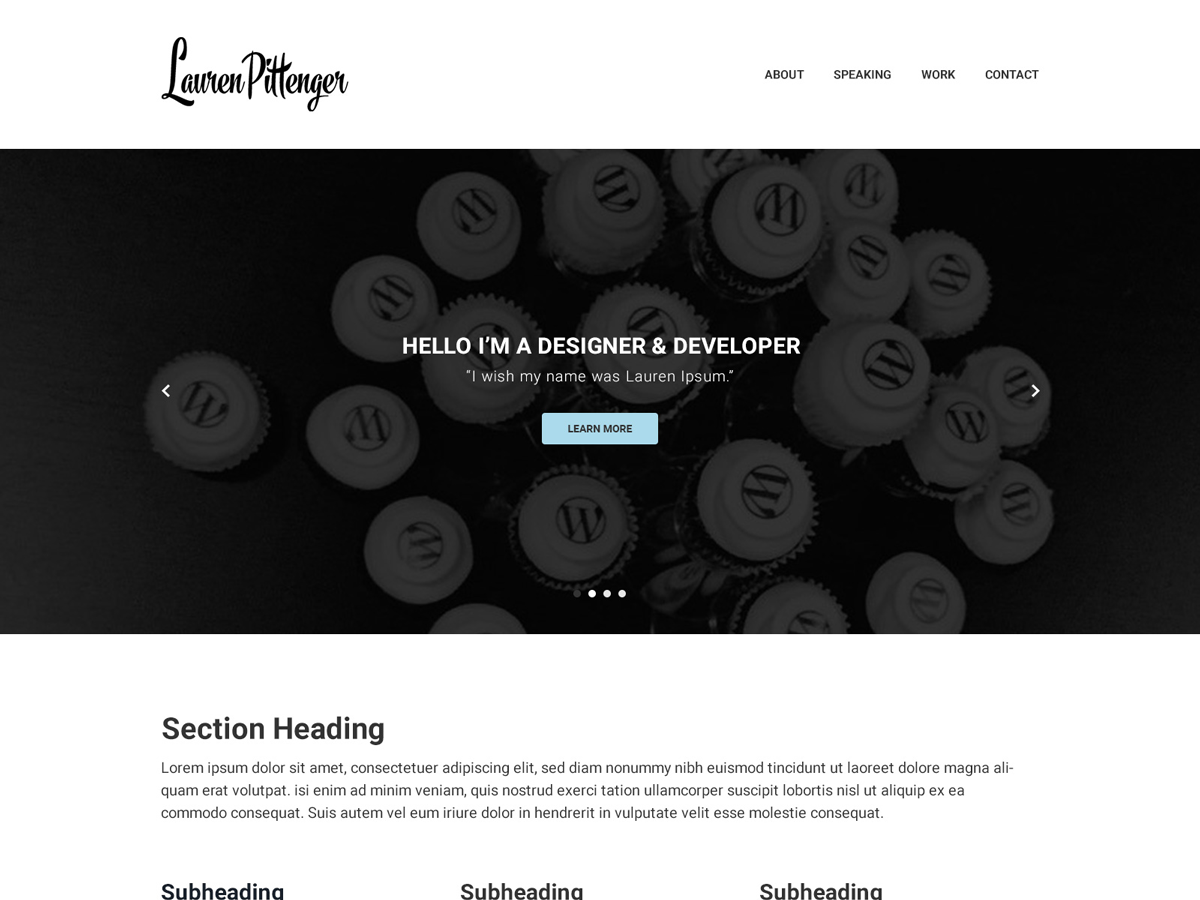 Lauren Pittenger
ABOUT SPEAKING WORK CONTACT
HELLO I’M A DESIGNER & DEVELOPER
“I wish my name was Lauren Ipsum.”
LEARN MORE
Section Heading
Lorem ipsum dolor sit amet, consectetuer adipiscing elit, sed diam nonummy nibh euismod tincidunt ut laoreet dolore magna ali-
quam erat volutpat. isi enim ad minim veniam, quis nostrud exerci tation ullamcorper suscipit lobortis nisl ut aliquip ex ea
commodo consequat. Suis autem vel eum iriure dolor in hendrerit in vulputate velit esse molestie consequat.
Subheading Subheading Subheading